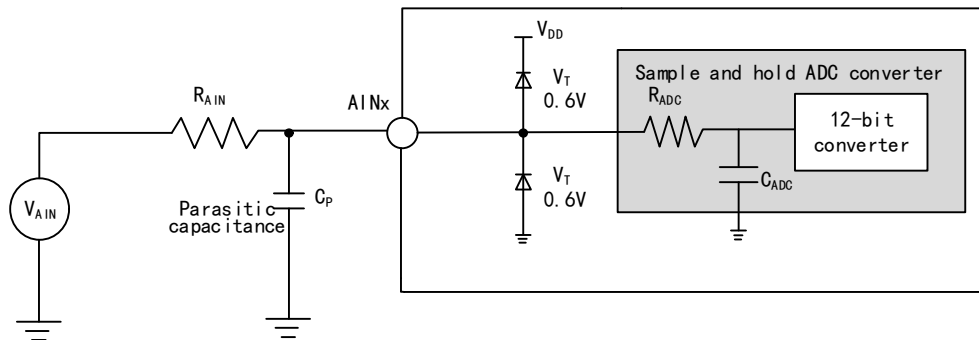 V_DD
Sample and hold ADC converter
V_T
0.6V
R_AIN
AINx
R_ADC
12-bit
converter
V_T
0.6V
C_ADC
V_AIN
Parasitic
capacitance
C_P